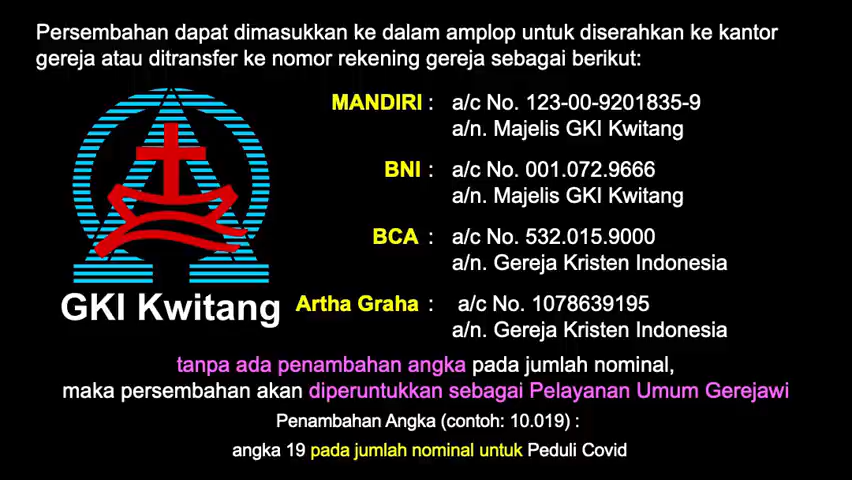 Persembahan dapat dimasukkan ke dalam amplop untuk diserahkan ke kantor
gereja atau ditransfer ke nomor rekening gereja sebagai berikut:
MANDIRI : a/c No. 123-00-9201835-9
a/n. Majelis GKI Kwitang
BNI : a/c No. 001.072.9666
a/n. Majelis GKI Kwitang
BCA : a/c No. 532.015.9000
a/n. Gereja Kristen Indonesia
GKI Kwitang
Artha Graha : a/c No. 1078639195
a/n. Gereja Kristen Indonesia
tanpa ada penambahan angka pada jumlah nominal,
maka persembahan akan diperuntukkan sebagai Pelayanan Umum Gerejawi
Penambahan Angka (contoh: 10.019) :
angka 19 pada jumlah nominal untuk Peduli Covid